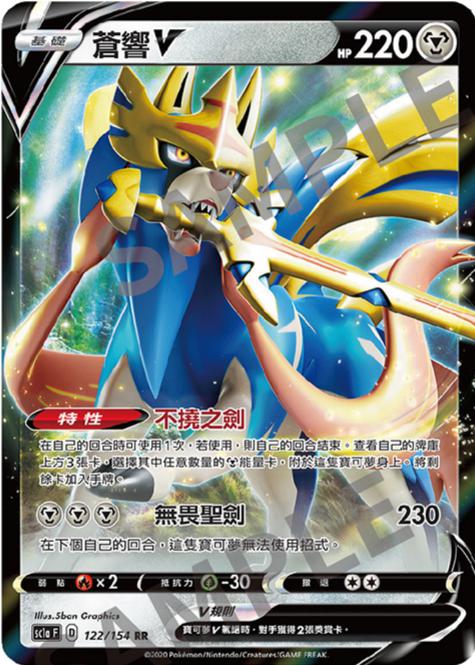 基礎 蒼響V HP 220
SAMPLE
特性 不撓之劍
在自己的回合時可使用1次，若使用，則自己的回合結束。查看自己的牌庫
上方3張卡，選擇其中任意數量的能量卡，附於這隻寶可夢身上。將剩
餘卡加入手牌。
無畏聖劍 230
在下個自己的回合，這隻寶可夢無法使用招式。
SAMPLE
弱點 ×2 抵抗力 -30 撤退
Illus.5ban Graphics
V規則
sc1a F D 122/154 RR
寶可夢V【氣絕】時，對手獲得2張獎賞卡。
©2020 Pokémon/Nintendo/Creatures/GAME FREAK.